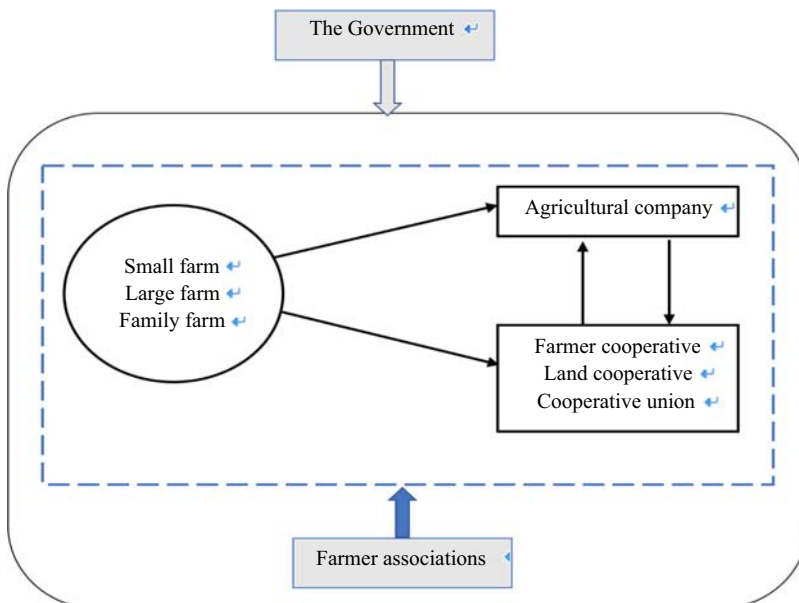 The Government
Agricultural company
Small farm
Large farm
Family farm
Farmer cooperative
Land cooperative
Cooperative union
Farmer associations